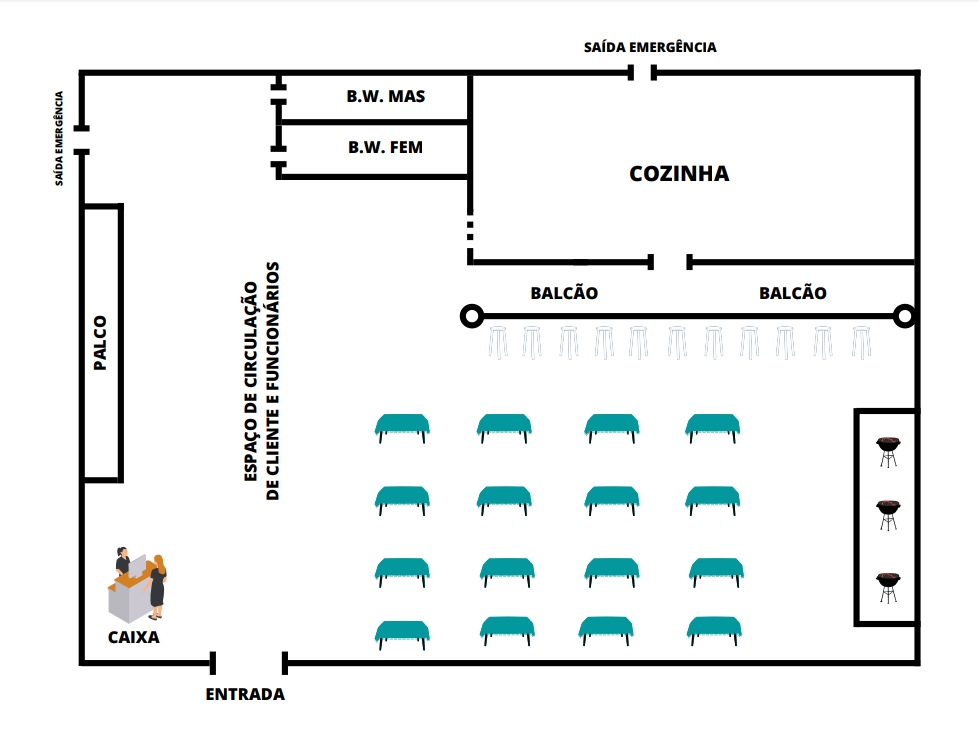 SAÍDA EMERGÊNCIA
SAÍDA EMERGÊNCIA
B.W. MAS
B.W. FEM
COZINHA
BALCÃO
BALCÃO
PALCO
ESPAÇO DE CIRCULAÇÃO
DE CLIENTE E FUNCIONÁRIOS
CAIXA
ENTRADA